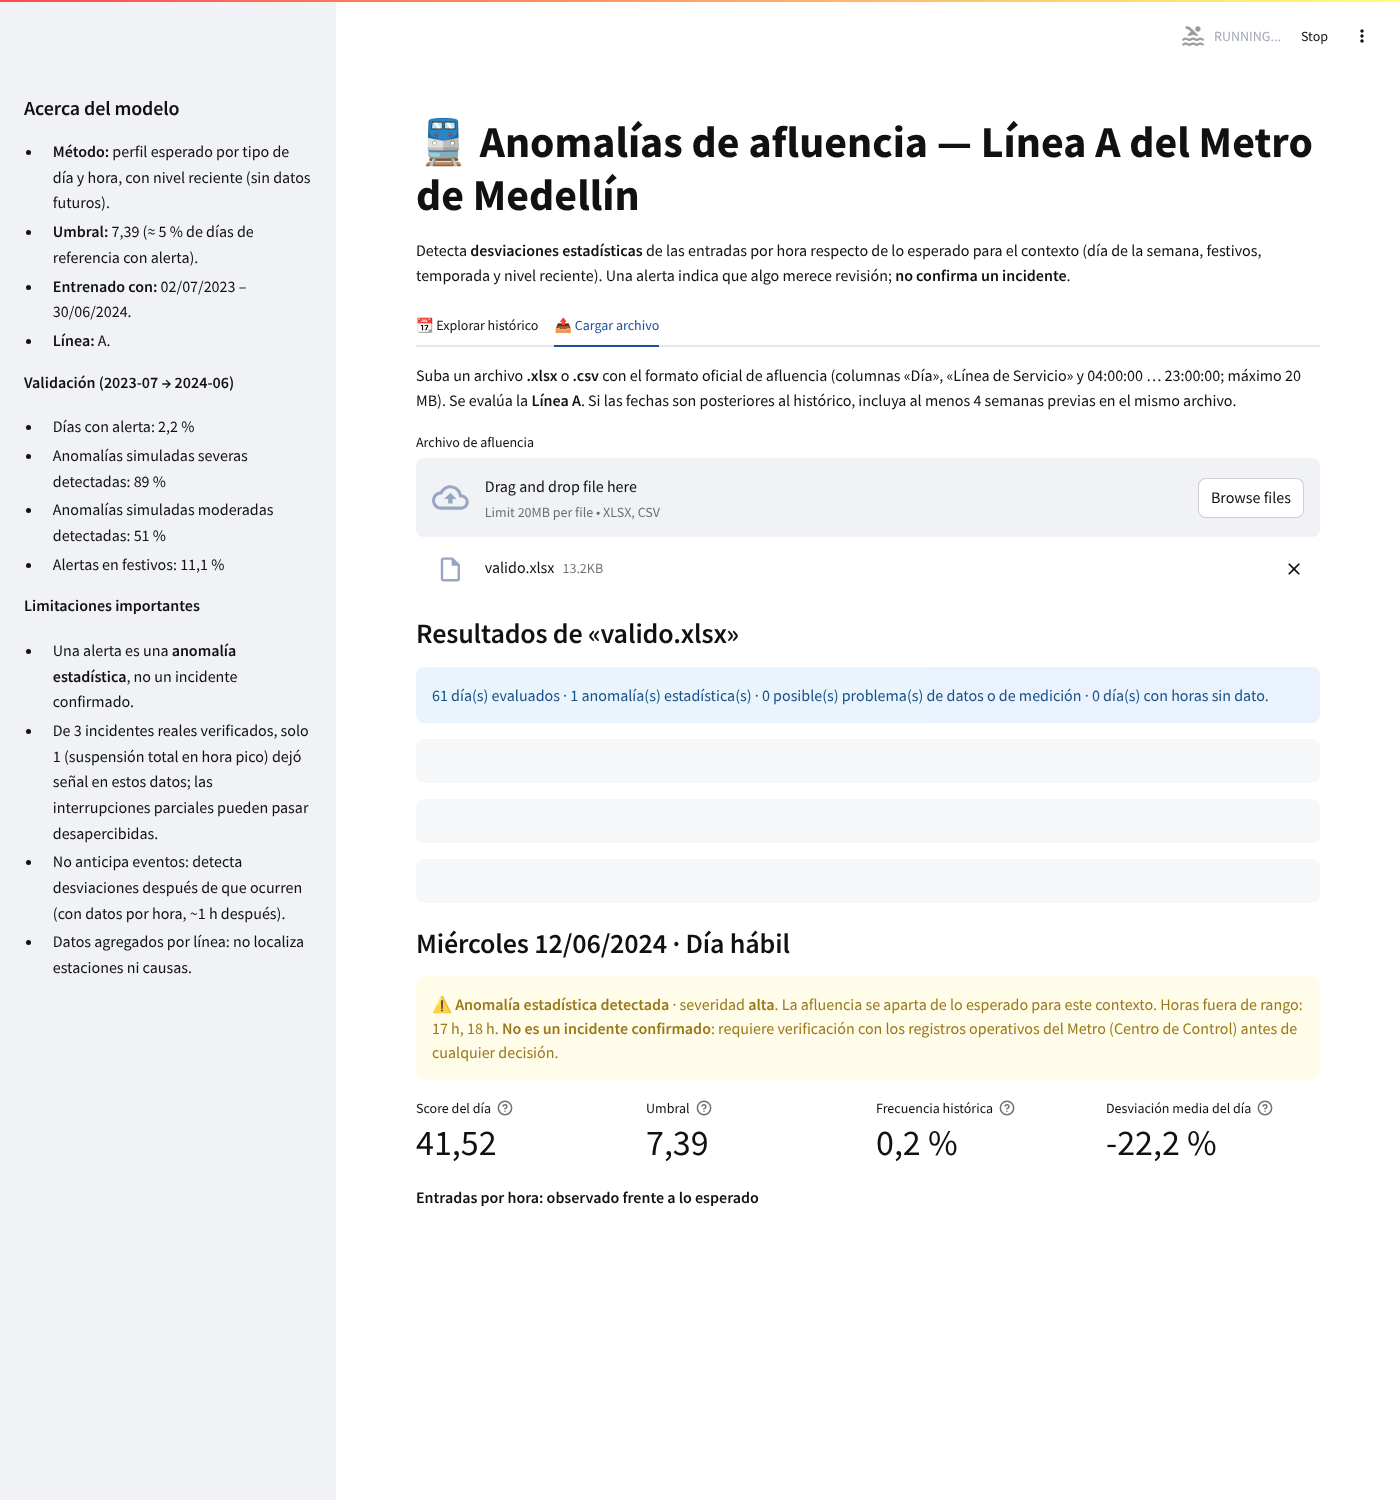 RUNNING...
Stop
Acerca del modelo
Método: perfil esperado por tipo de
día y hora, con nivel reciente (sin datos
futuros).
Umbral: 7,39 (≈ 5 % de días de
referencia con alerta).
Entrenado con: 02/07/2023 –
30/06/2024.
Línea: A.
Validación (2023-07 → 2024-06)
Días con alerta: 2,2 %
Anomalías simuladas severas
detectadas: 89 %
Anomalías simuladas moderadas
detectadas: 51 %
Alertas en festivos: 11,1 %
Limitaciones importantes
Una alerta es una anomalía
estadística, no un incidente
confirmado.
De 3 incidentes reales verificados, solo
1 (suspensión total en hora pico) dejó
señal en estos datos; las
interrupciones parciales pueden pasar
desapercibidas.
No anticipa eventos: detecta
desviaciones después de que ocurren
(con datos por hora, ~1 h después).
Datos agregados por línea: no localiza
estaciones ni causas.
Anomalías de afluencia — Línea A del Metro
de Medellín
Detecta desviaciones estadísticas de las entradas por hora respecto de lo esperado para el contexto (día de la semana, festivos,
temporada y nivel reciente). Una alerta indica que algo merece revisión; no confirma un incidente.
Explorar histórico
Cargar archivo
Suba un archivo .xlsx o .csv con el formato oficial de afluencia (columnas «Día», «Línea de Servicio» y 04:00:00 … 23:00:00; máximo 20
MB). Se evalúa la Línea A. Si las fechas son posteriores al histórico, incluya al menos 4 semanas previas en el mismo archivo.
Archivo de afluencia
Drag and drop file here
Limit 20MB per file • XLSX, CSV
Browse files
valido.xlsx 13.2KB
Resultados de «valido.xlsx»
61 día(s) evaluados · 1 anomalía(s) estadística(s) · 0 posible(s) problema(s) de datos o de medición · 0 día(s) con horas sin dato.
Miércoles 12/06/2024 · Día hábil
⚠️ Anomalía estadística detectada · severidad alta. La afluencia se aparta de lo esperado para este contexto. Horas fuera de rango:
17 h, 18 h. No es un incidente confirmado: requiere verificación con los registros operativos del Metro (Centro de Control) antes de
cualquier decisión.
Score del día
41,52
Umbral
7,39
Frecuencia histórica
0,2 %
Desviación media del día
-22,2 %
Entradas por hora: observado frente a lo esperado